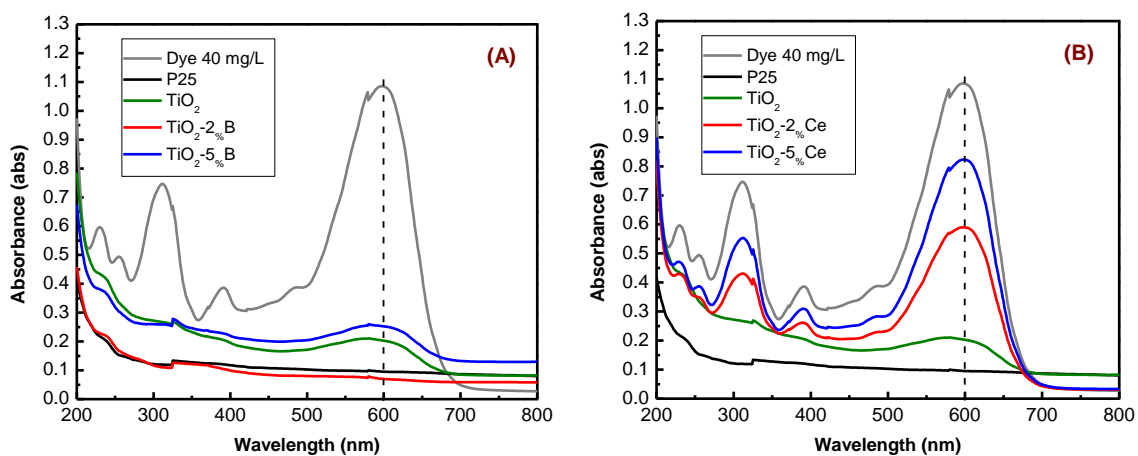 (A)
Dye 40 mg/L
P25
TiO₂
TiO₂-2%B
TiO₂-5%B
Absorbance (abs)
1.3
1.2
1.1
1.0
0.9
0.8
0.7
0.6
0.5
0.4
0.3
0.2
0.1
0.0
200 300 400 500 600 700 800
Wavelength (nm)
(B)
Dye 40 mg/L
P25
TiO₂
TiO₂-2%Ce
TiO₂-5%Ce
Absorbance (abs)
1.3
1.2
1.1
1.0
0.9
0.8
0.7
0.6
0.5
0.4
0.3
0.2
0.1
0.0
200 300 400 500 600 700 800
Wavelength (nm)